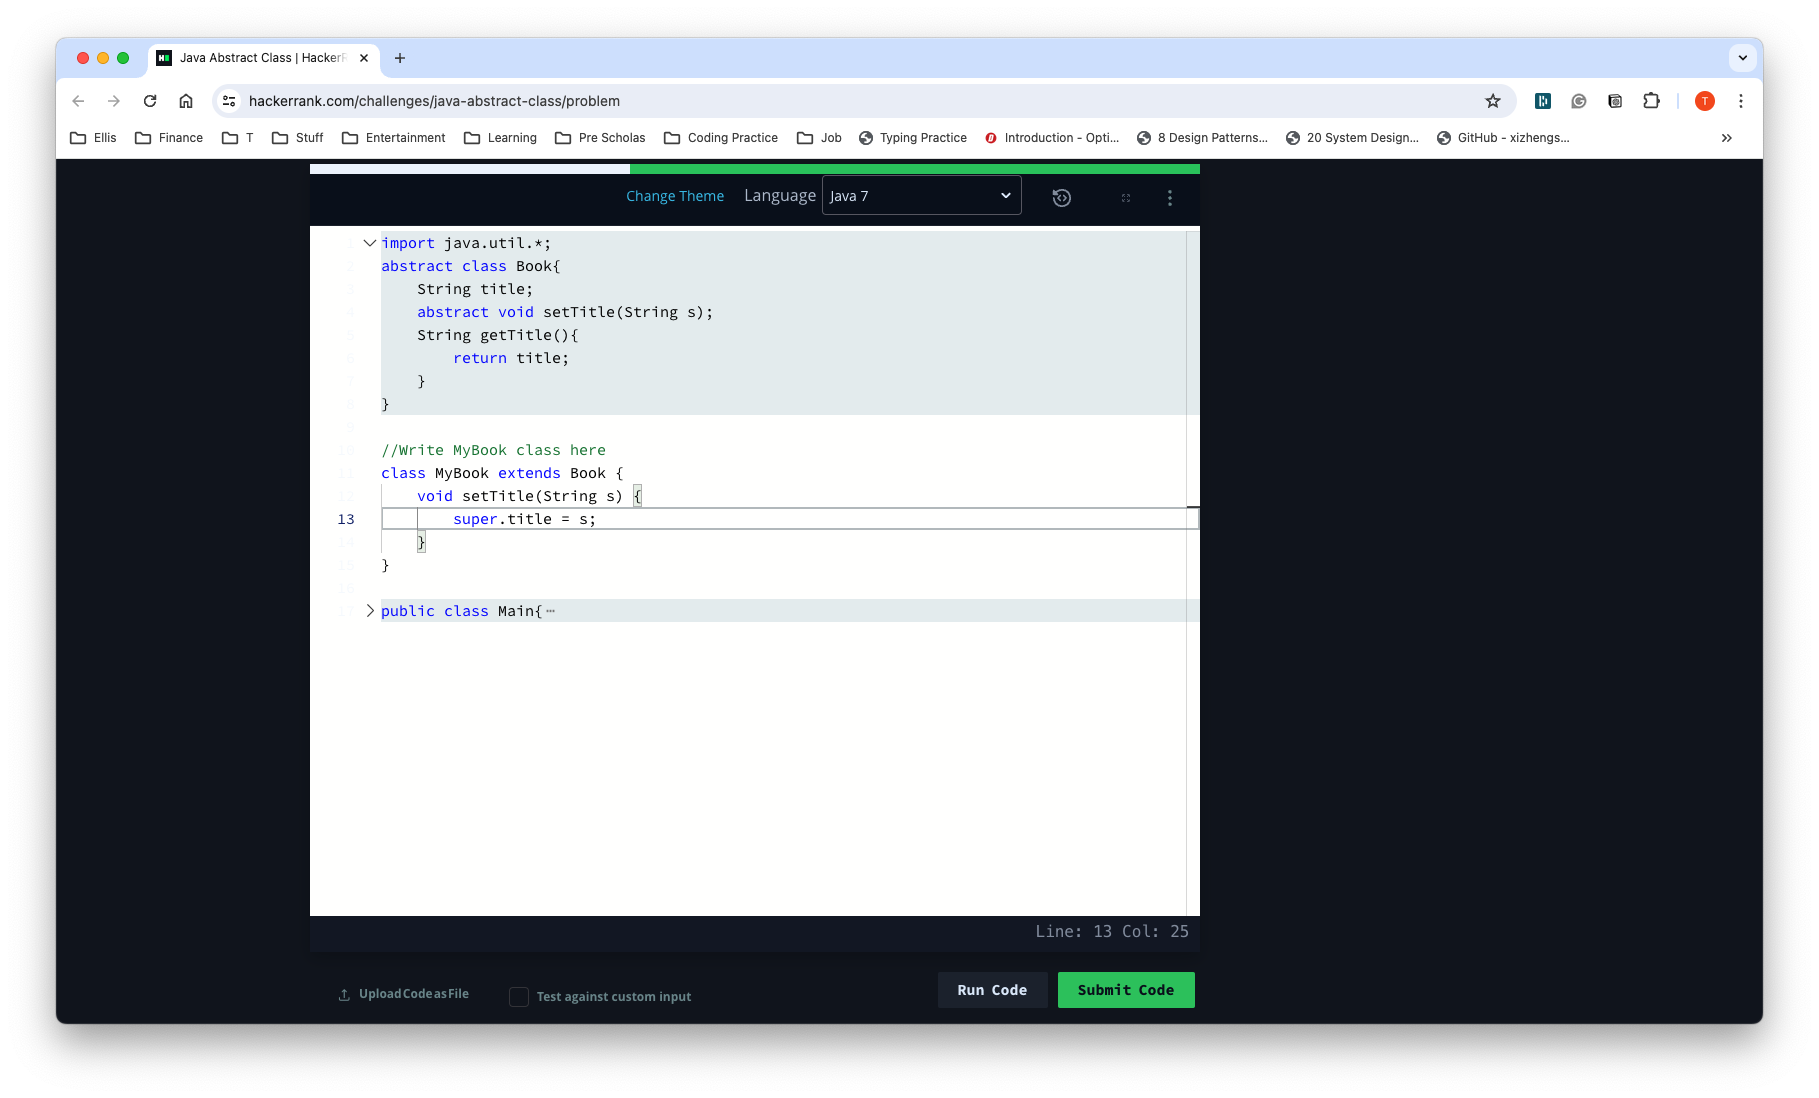 Java Abstract Class | HackerR
hackerrank.com/challenges/java-abstract-class/problem
T
Ellis Finance T Stuff Entertainment Learning Pre Scholas Coding Practice Job Typing Practice Introduction - Opti... 8 Design Patterns... 20 System Design... GitHub - xizhengs...
Change Theme Language Java 7
1 import java.util.*;
2 abstract class Book{
3 String title;
4 abstract void setTitle(String s);
5 String getTitle(){
6 return title;
7 }
8 }
9
10 //Write MyBook class here
11 class MyBook extends Book {
12 void setTitle(String s) {
13 super.title = s;
14 }
15 }
16
17 public class Main{⋯
Line: 13 Col: 25
Upload Code as File Test against custom input Run Code Submit Code